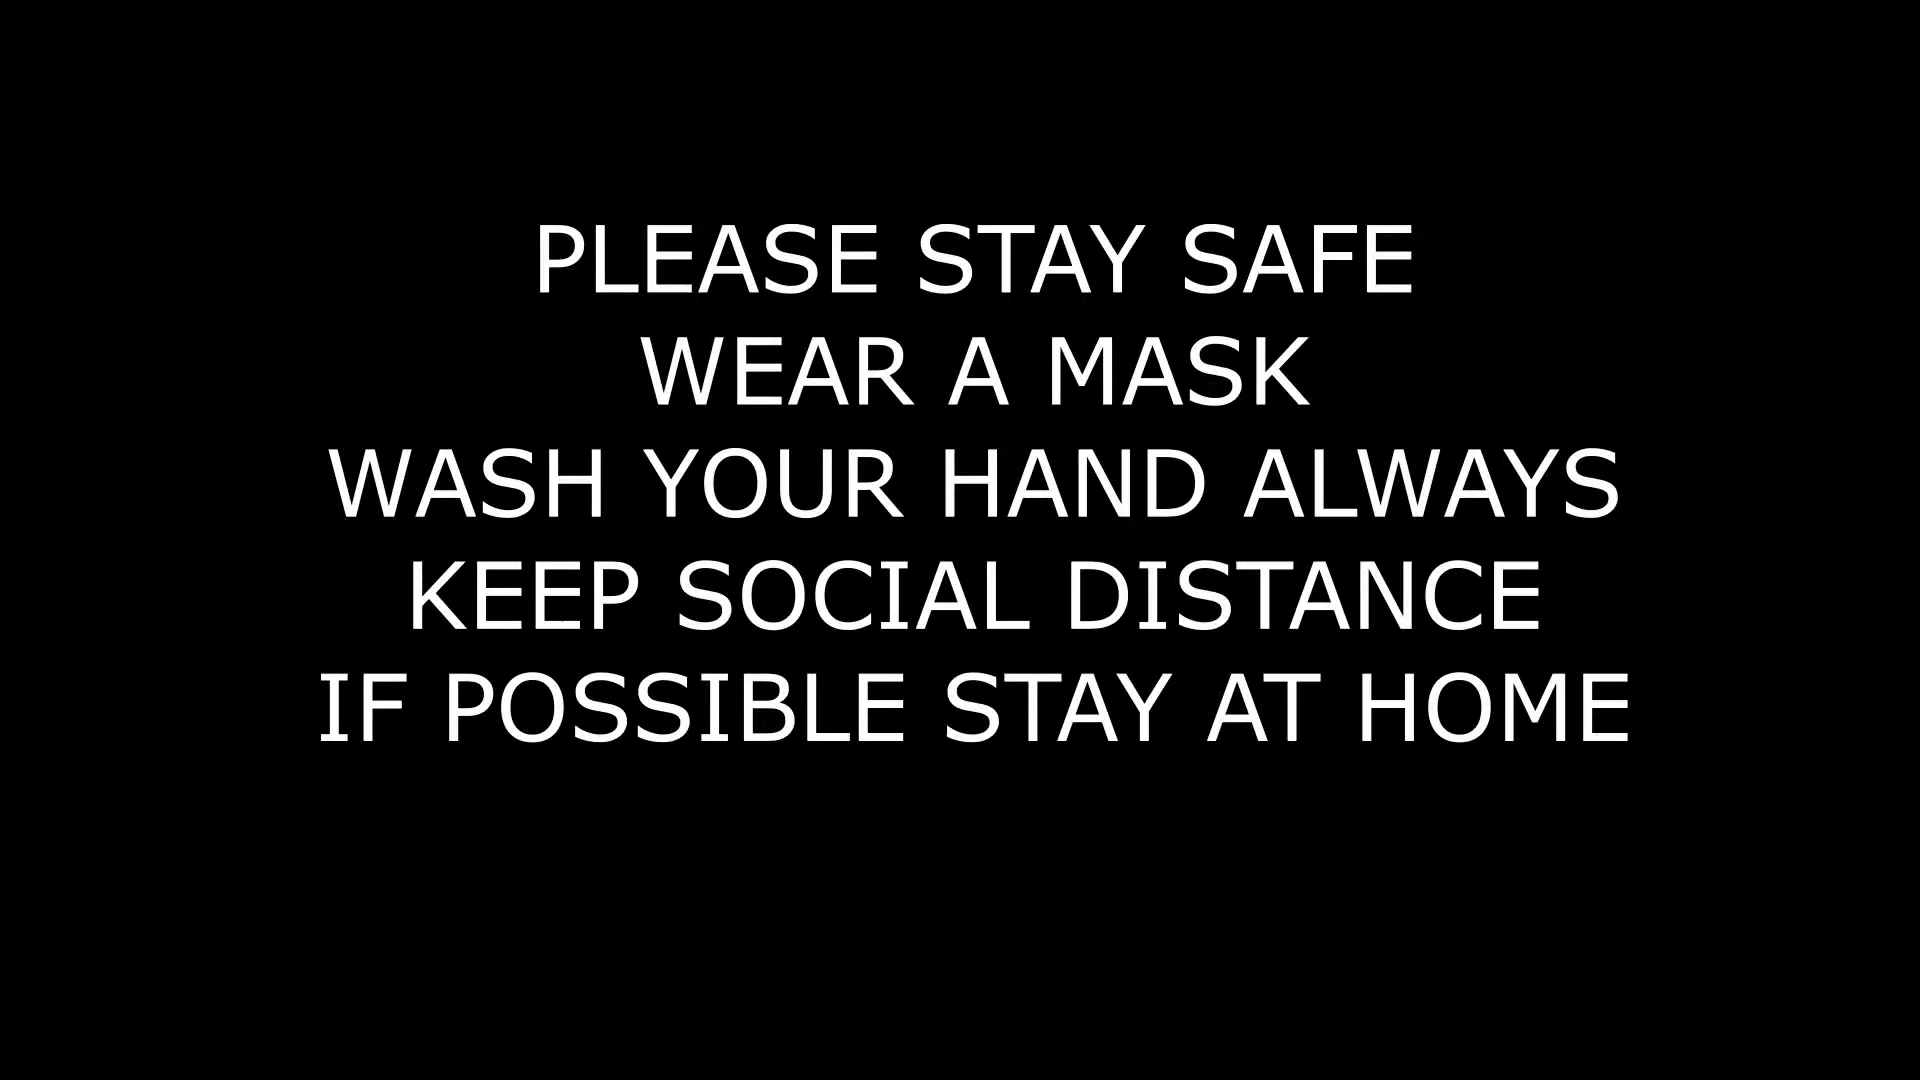 PLEASE STAY SAFE
WEAR A MASK
WASH YOUR HAND ALWAYS
KEEP SOCIAL DISTANCE
IF POSSIBLE STAY AT HOME